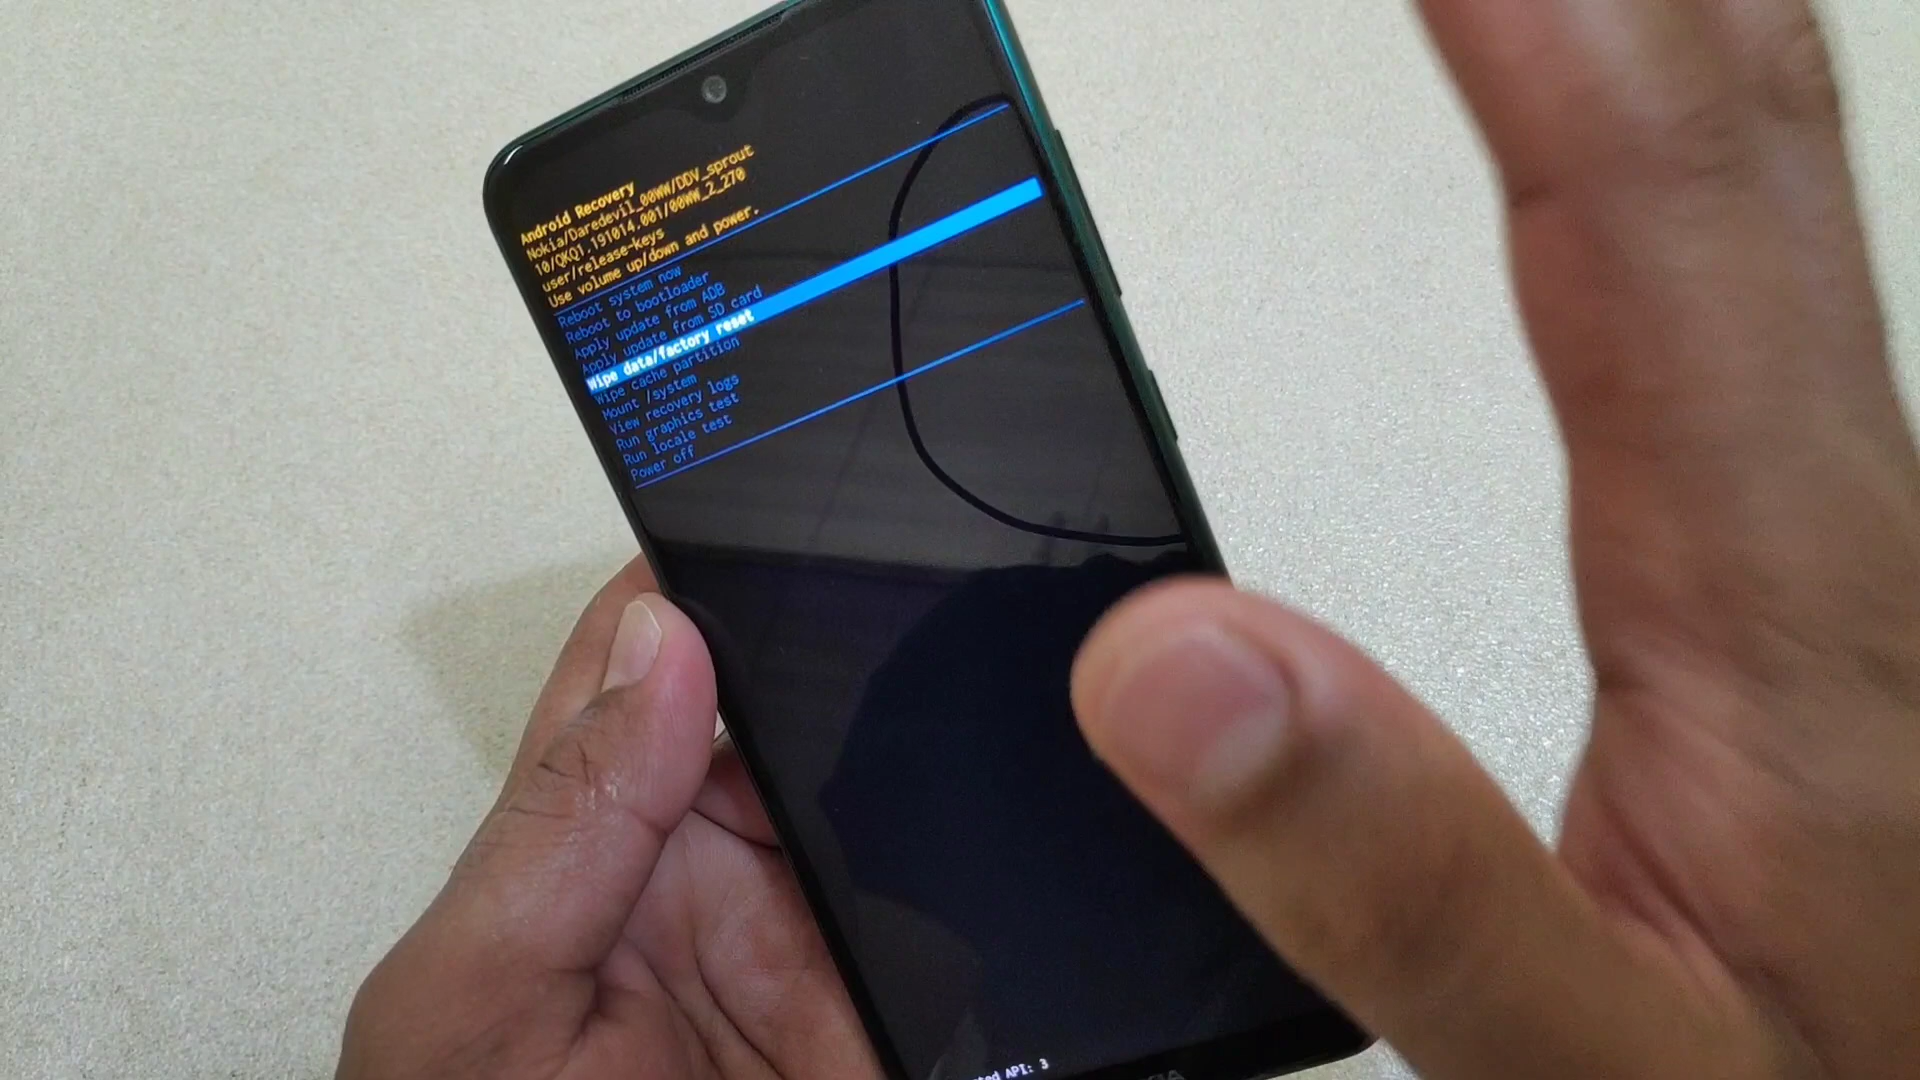 Android Recovery
Nokia/Daredevil_00WW/DDV_sprout
10/QKQ1.191014.001/00WW_2_270
user/release-keys
Use volume up/down and power.
Reboot system now
Reboot to bootloader
Apply update from ADB
Apply update from SD card
Wipe data/factory reset
Wipe cache partition
Mount /system
View recovery logs
Run graphics test
Run locale test
Power off
API: 3